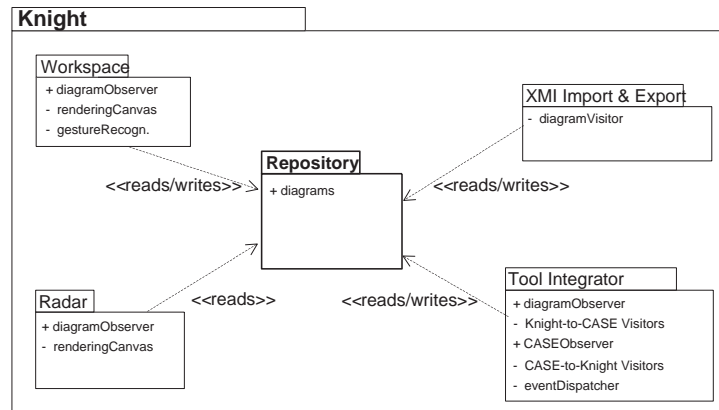 Knight
Workspace
+ diagramObserver
- renderingCanvas
- gestureRecogn.
XMI Import & Export
- diagramVisitor
<<reads/writes>>
Repository
+ diagrams
<<reads/writes>>
Radar
+ diagramObserver
- renderingCanvas
<<reads>>
<<reads/writes>>
Tool Integrator
+ diagramObserver
- Knight-to-CASE Visitors
+ CASEObserver
- CASE-to-Knight Visitors
- eventDispatcher